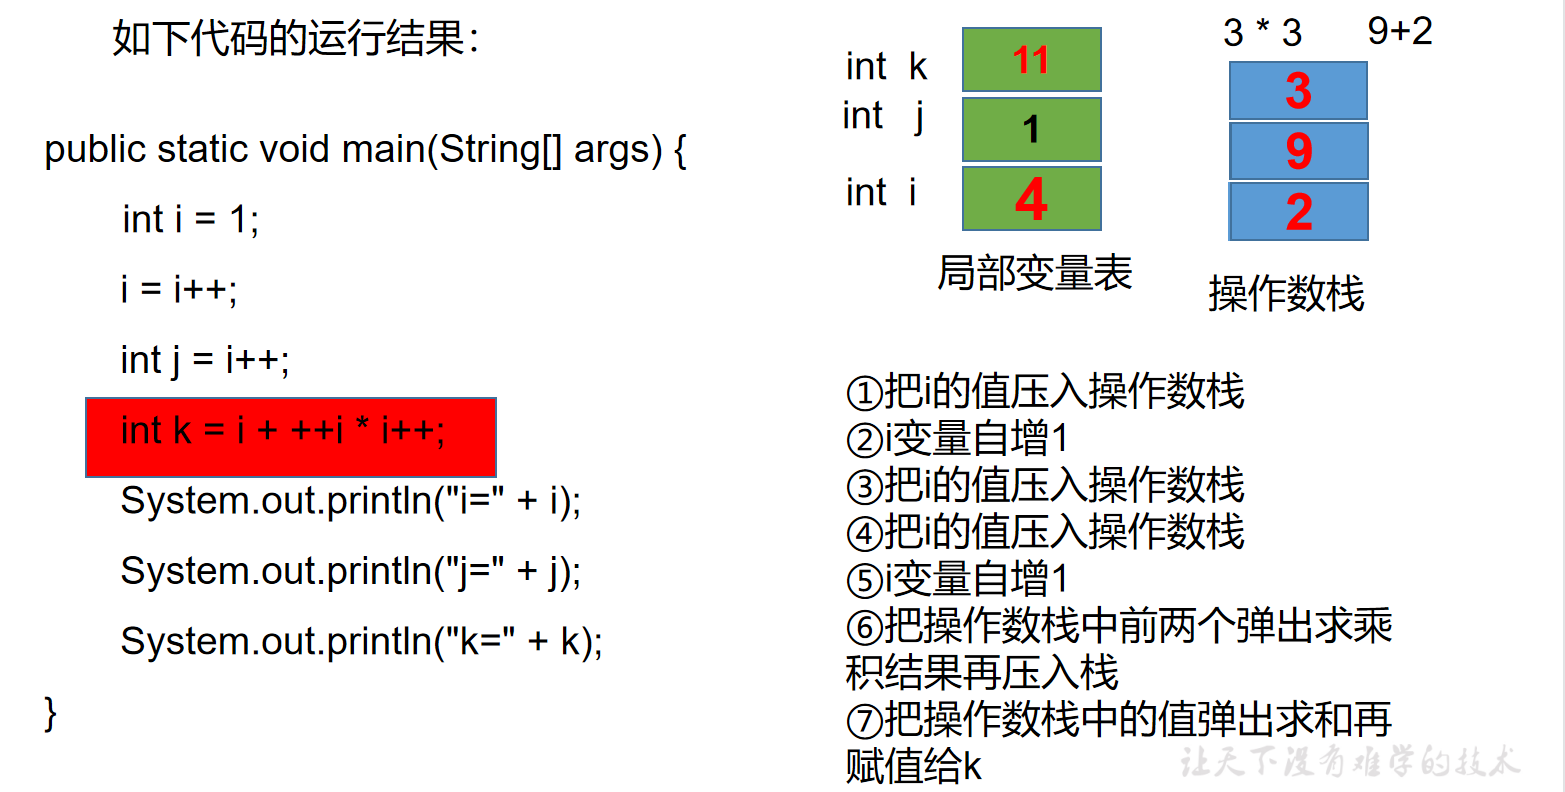 如下代码的运行结果：
public static void main(String[] args) {
int i = 1;
i = i++;
int j = i++;
int k = i + ++i * i++;
System.out.println("i=" + i);
System.out.println("j=" + j);
System.out.println("k=" + k);
}
int k
11
int j
1
int i
4
局部变量表
3 * 3
9+2
3
9
2
操作数栈
①把i的值压入操作数栈
②i变量自增1
③把i的值压入操作数栈
④把i的值压入操作数栈
⑤i变量自增1
⑥把操作数栈中前两个弹出求乘
积结果再压入栈
⑦把操作数栈中的值弹出求和再
赋值给k
让天下没有难学的技术